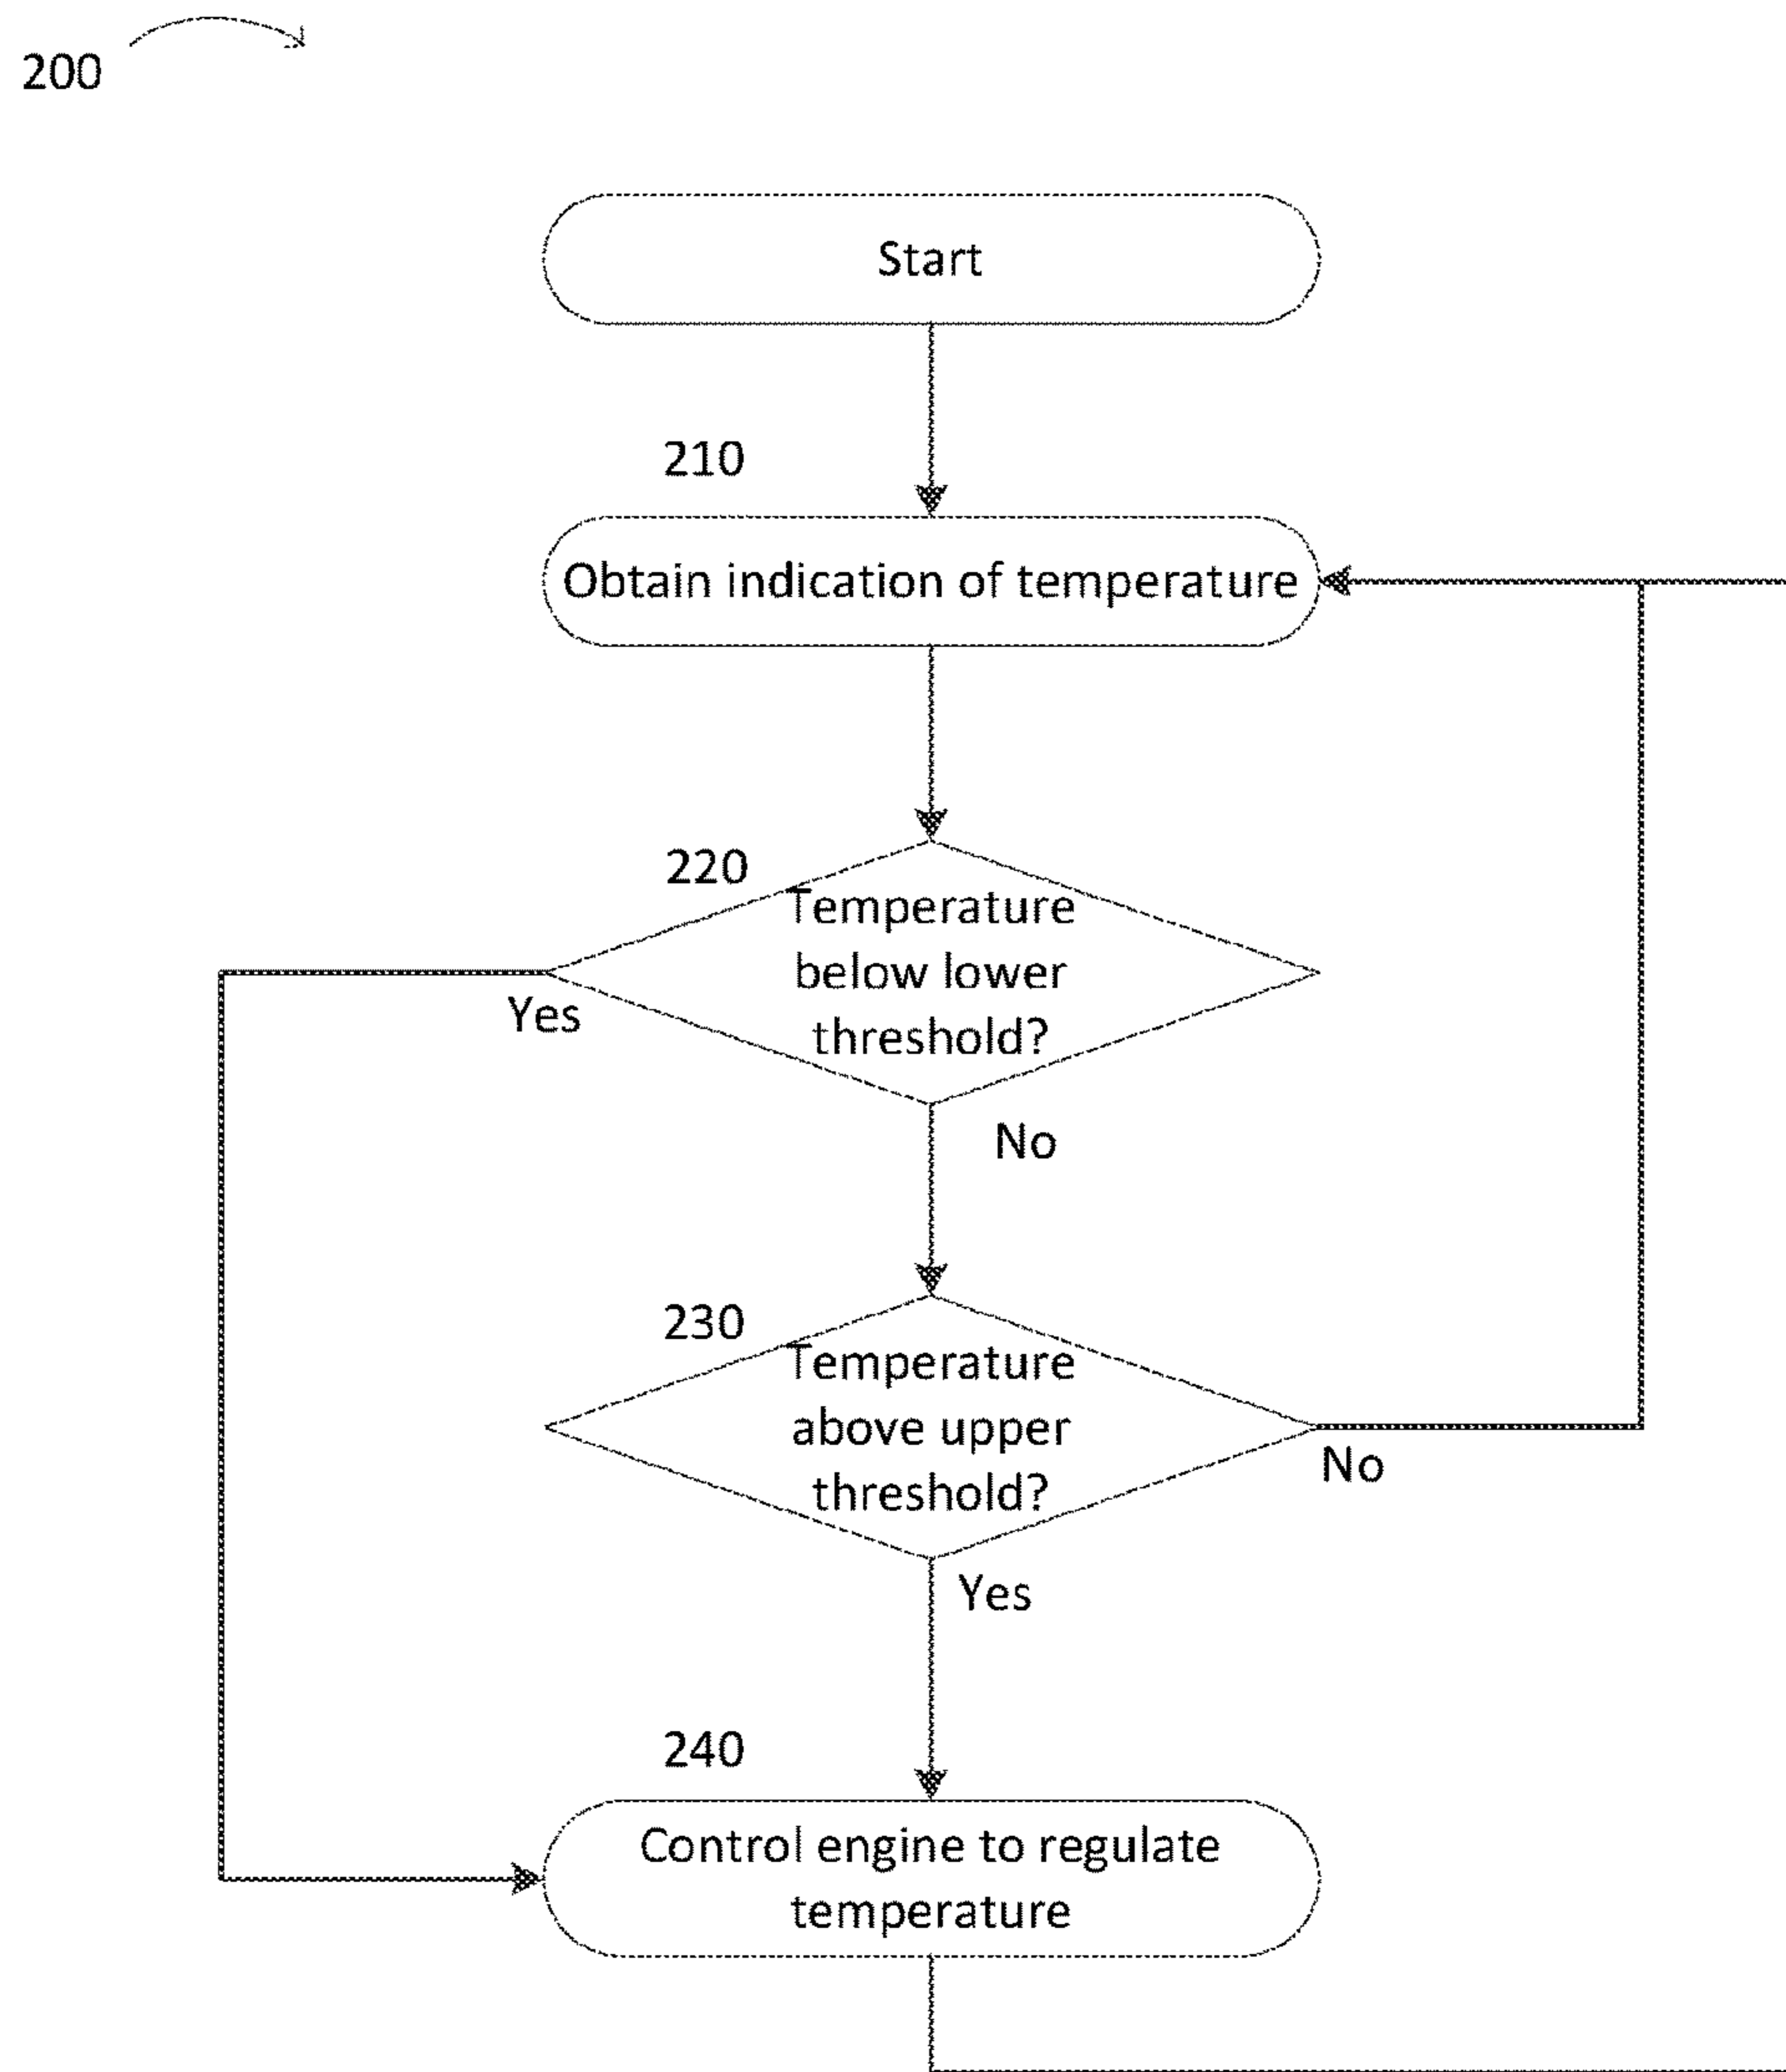 200
Start
210
Obtain indication of temperature
220
Temperature
below lower
threshold?
Yes
No
230
Temperature
above upper
threshold?
No
Yes
240
Control engine to regulate
temperature